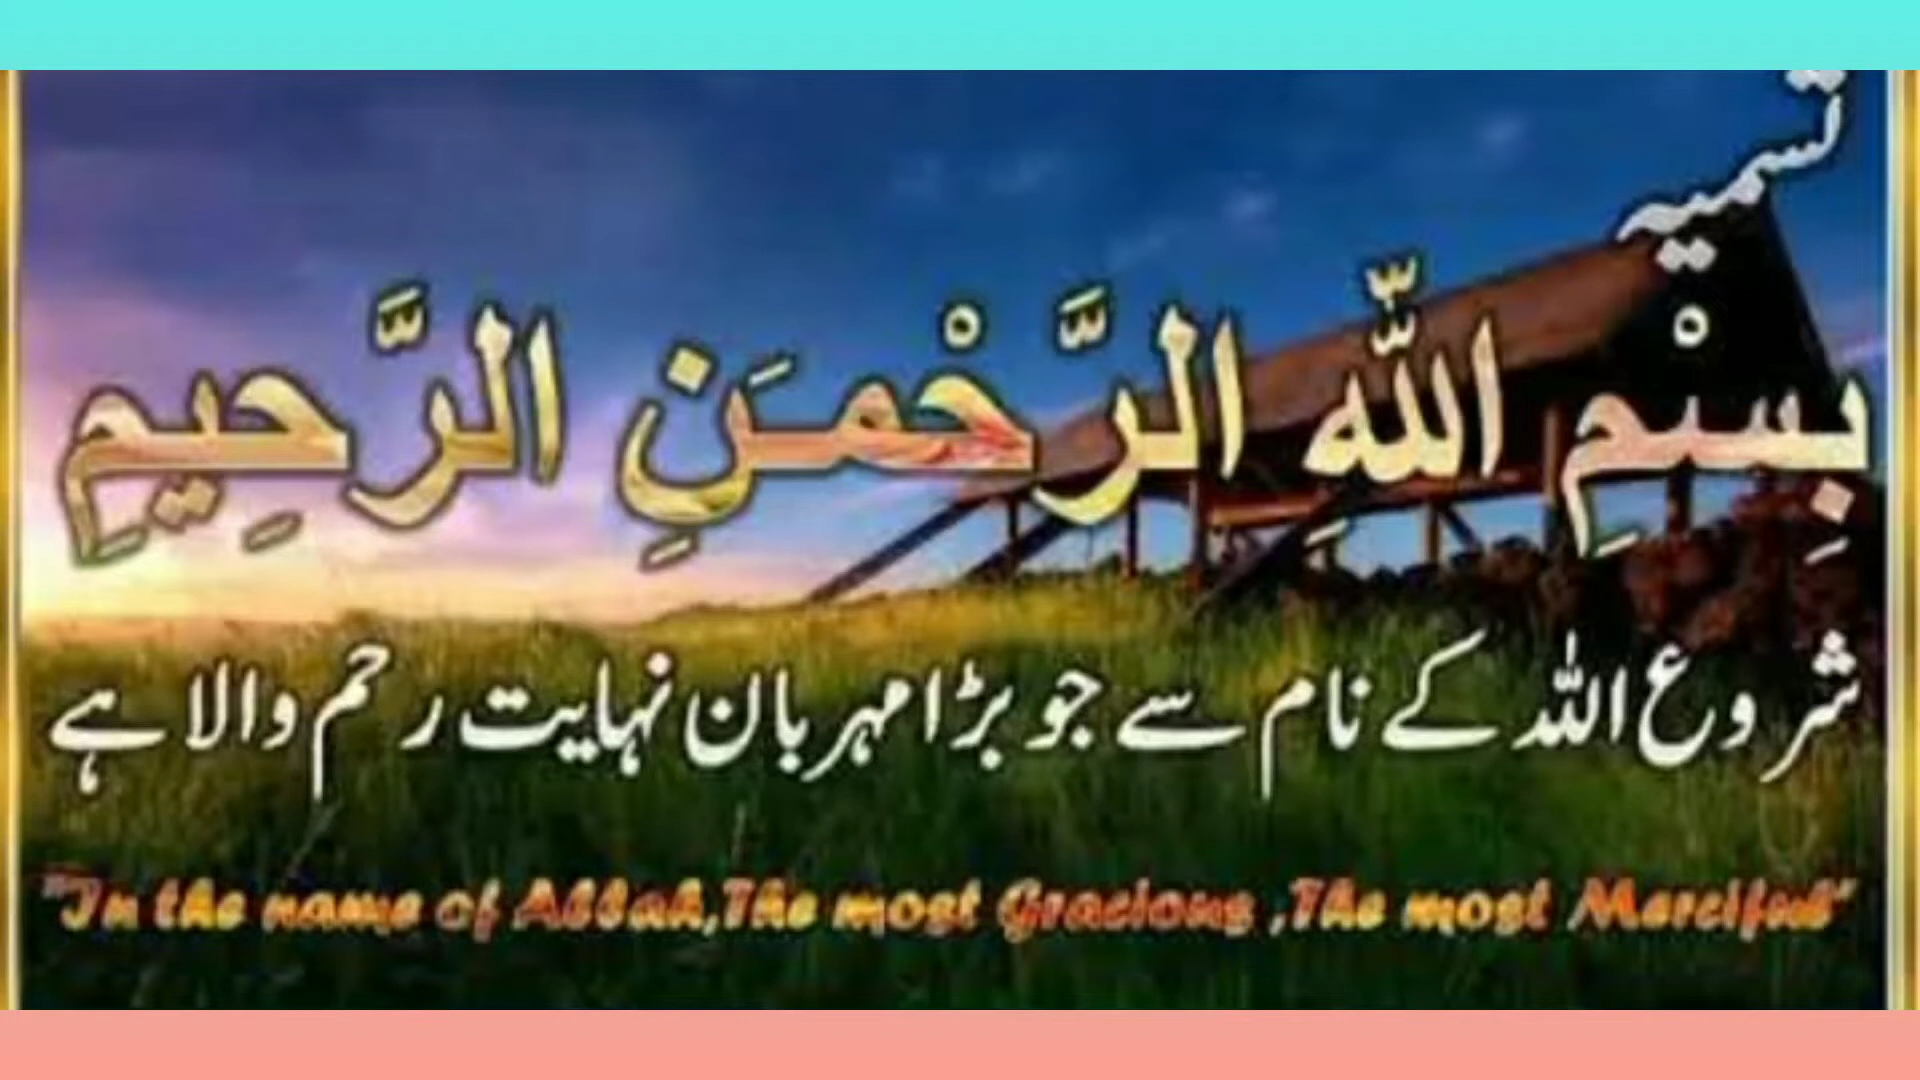 تسمیہ
بِسْمِ اللّٰهِ الرَّحْمَنِ الرَّحِيمِ
شروع اللہ کے نام سے جو بڑا مہربان نہایت رحم والا ہے
"In the name of Allah,The most Gracious ,The most Merciful"